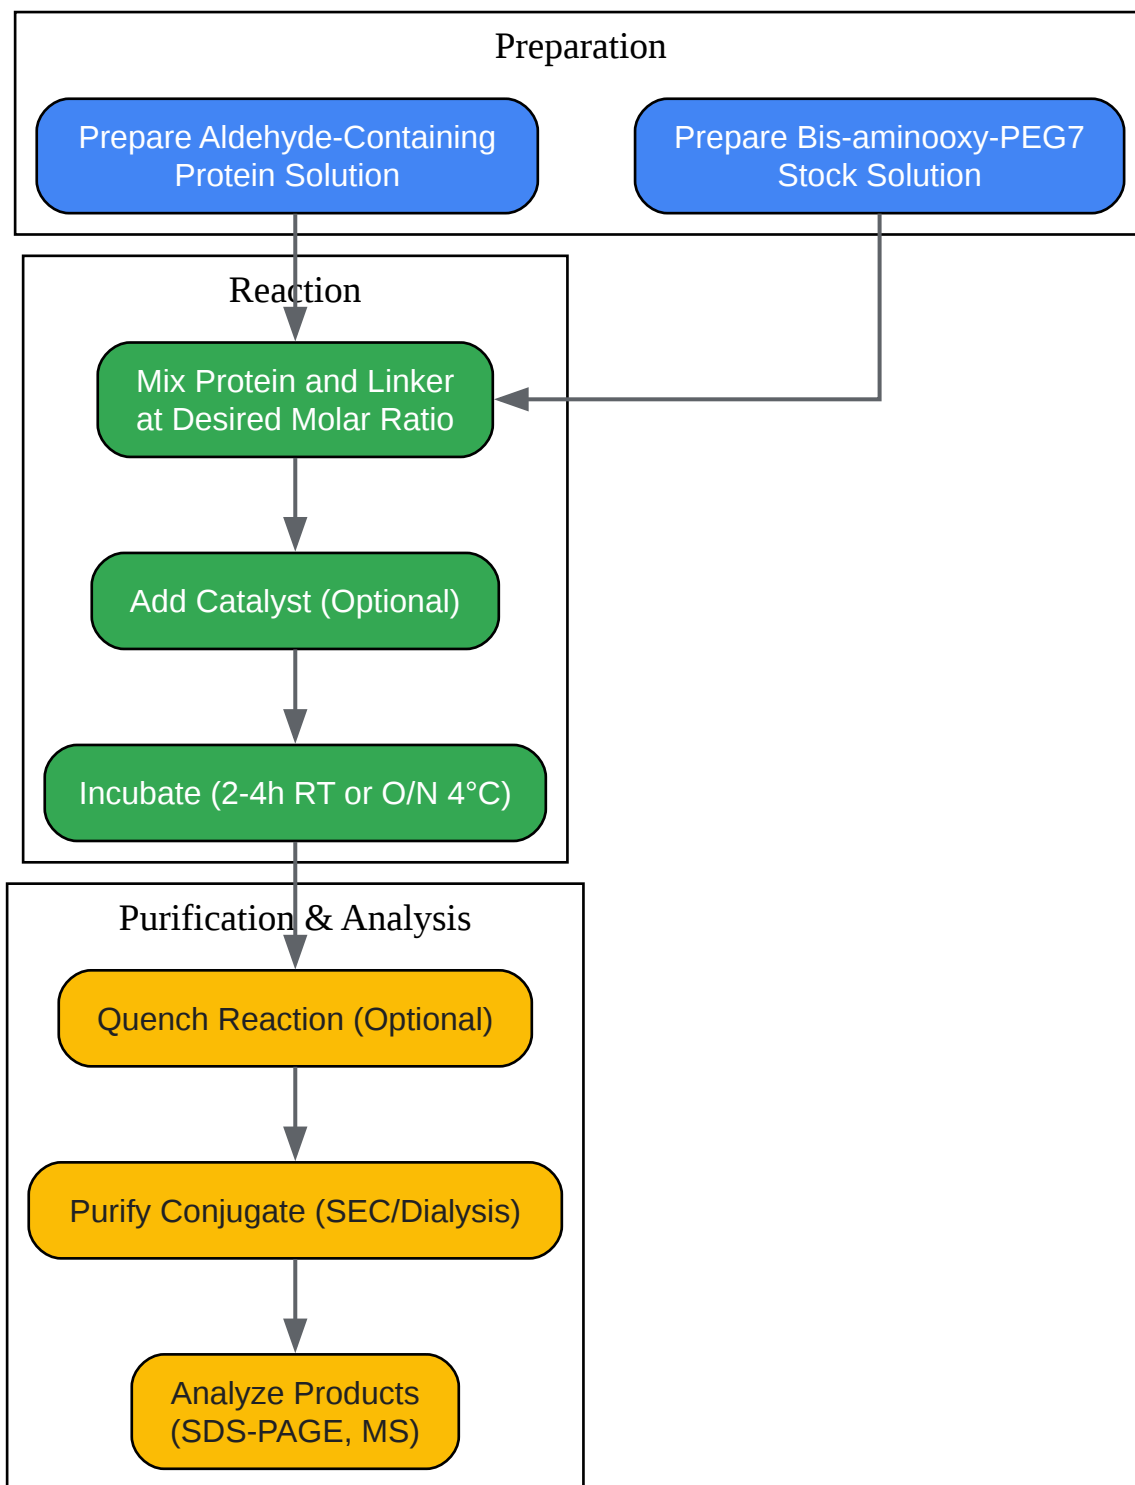 Preparation
Prepare Aldehyde-Containing
Protein Solution
Prepare Bis-aminooxy-PEG7
Stock Solution
Reaction
Mix Protein and Linker
at Desired Molar Ratio
Add Catalyst (Optional)
Incubate (2-4h RT or O/N 4°C)
Purification & Analysis
Quench Reaction (Optional)
Purify Conjugate (SEC/Dialysis)
Analyze Products
(SDS-PAGE, MS)